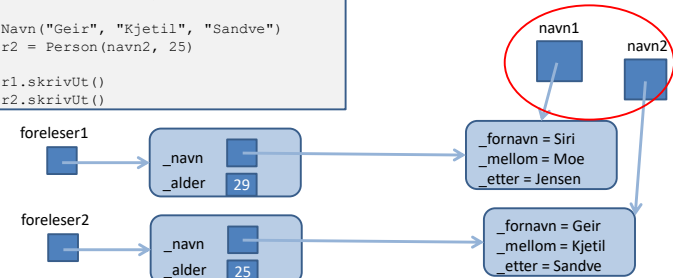 Navn("Geir", "Kjetil", "Sandve")
r2 = Person(navn2, 25)
r1.skrivUt()
r2.skrivUt()
navn1
navn2
foreleser1
_navn
_alder 29
_fornavn = Siri
_mellom = Moe
_etter = Jensen
foreleser2
_navn
_alder 25
_fornavn = Geir
_mellom = Kjetil
_etter = Sandve